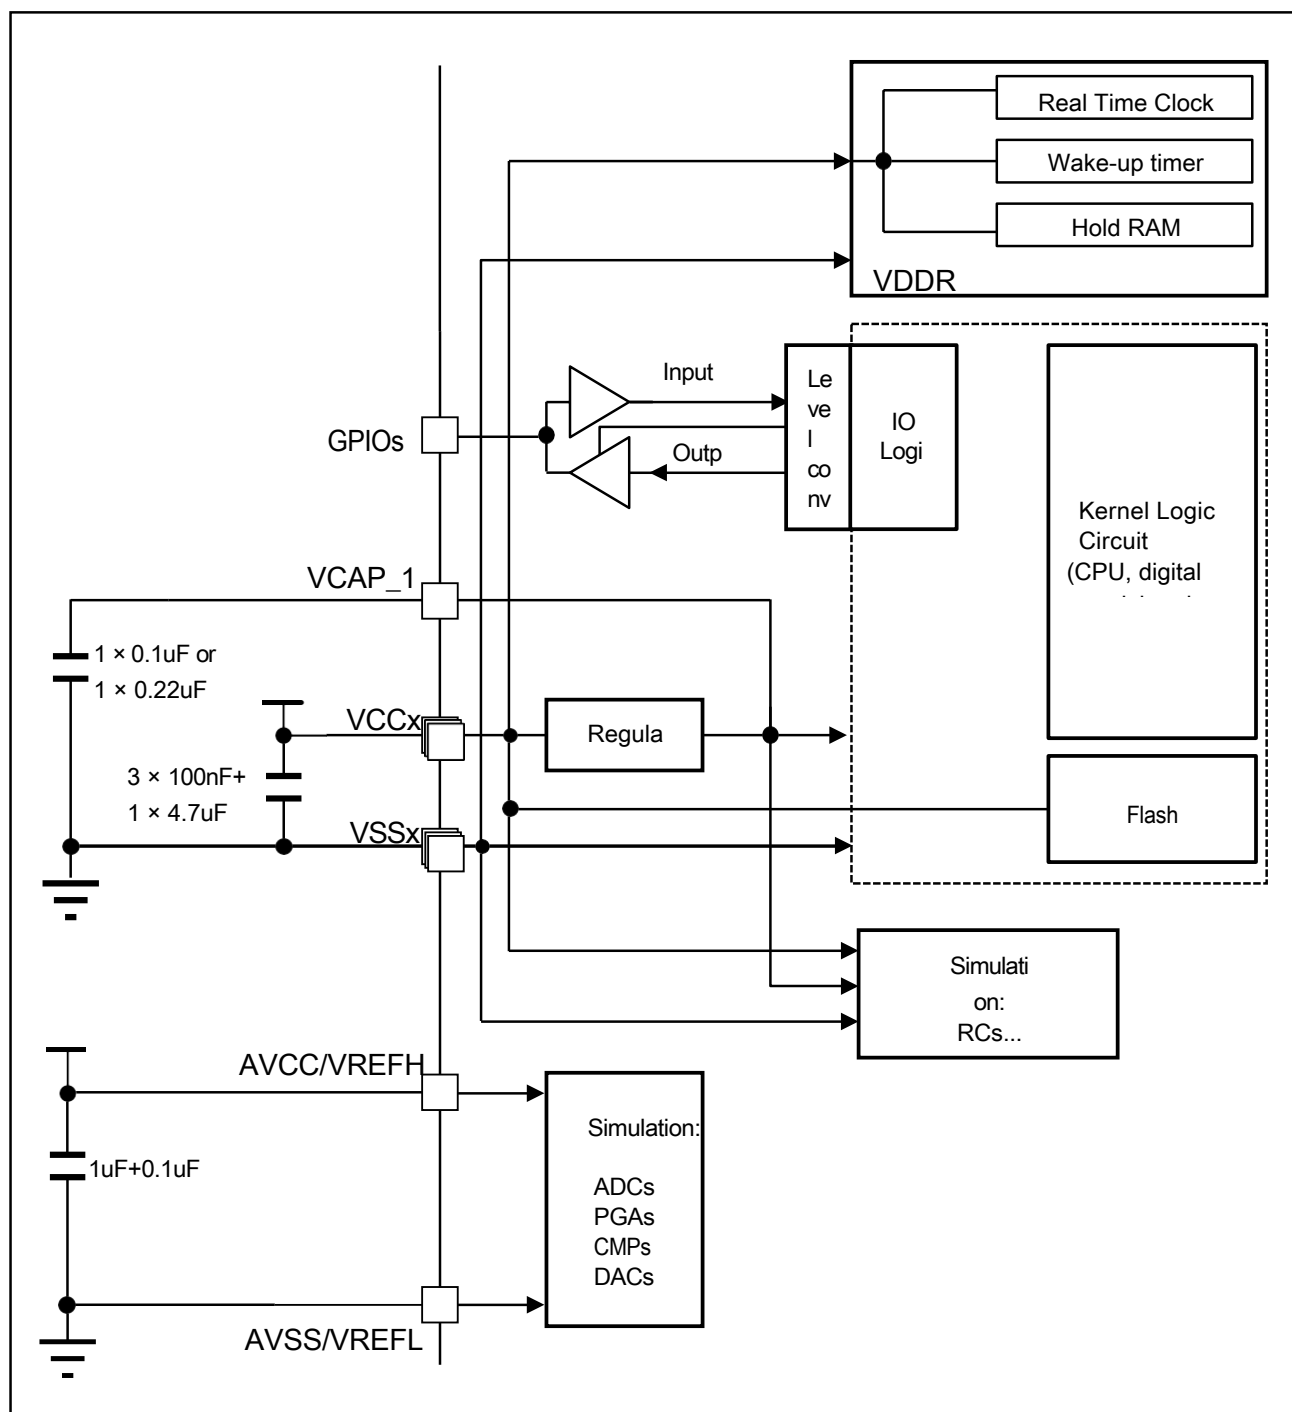 Real Time Clock
Wake-up timer
Hold RAM
VDDR
Input
GPIOs
Outp
Le
ve
l
co
nv
IO
Logi
Kernel Logic
Circuit
(CPU, digital
VCAP_1
1 × 0.1uF or
1 × 0.22uF
VCCx
Regula
3 × 100nF+
1 × 4.7uF
Flash
VSSx
Simulati
on:
RCs...
AVCC/VREFH
Simulation:
1uF+0.1uF
ADCs
PGAs
CMPs
DACs
AVSS/VREFL